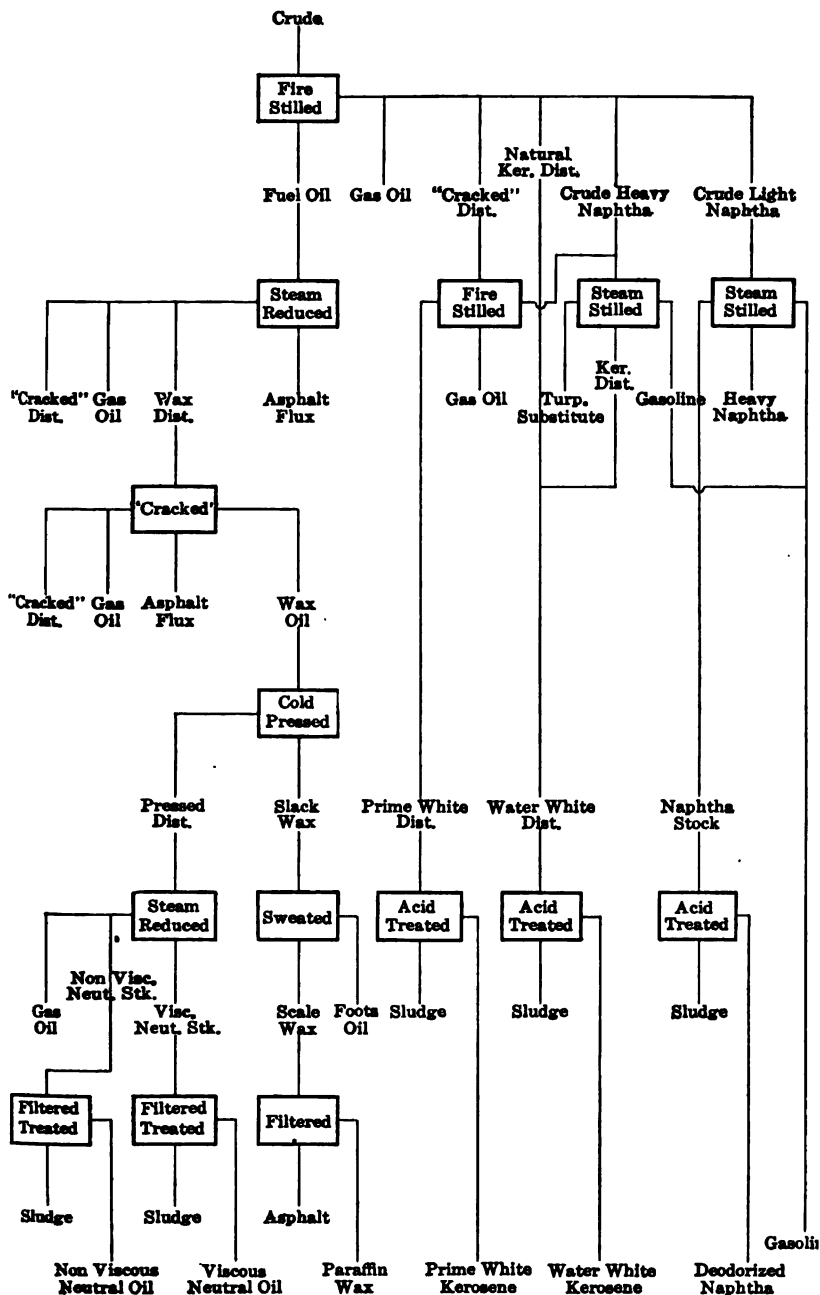 Crude
Fire
Stilled
Natural
Ker. Dist.
Fuel Oil
Gas Oil
"Cracked"
Dist.
Crude Heavy
Naphtha
Crude Light
Naphtha
Steam
Reduced
Fire
Stilled
Steam
Stilled
Steam
Stilled
Ker.
Dist.
"Cracked"
Dist.
Gas
Oil
Wax
Dist.
Asphalt
Flux
Gas Oil
Turp.
Substitute
Gasoline
Heavy
Naphtha
"Cracked"
"Cracked"
Dist.
Gas
Oil
Asphalt
Flux
Wax
Oil
Cold
Pressed
Pressed
Dist.
Slack
Wax
Prime White
Dist.
Water White
Dist.
Naphtha
Stock
Steam
Reduced
Sweated
Acid
Treated
Acid
Treated
Acid
Treated
Non Visc.
Neut. Stk.
Gas
Oil
Visc.
Neut. Stk.
Scale
Wax
Foots
Oil
Sludge
Sludge
Sludge
Filtered
Treated
Filtered
Treated
Filtered
Sludge
Sludge
Asphalt
Gasolin
Non Viscous
Neutral Oil
Viscous
Neutral Oil
Paraffin
Wax
Prime White
Kerosene
Water White
Kerosene
Deodorized
Naphtha